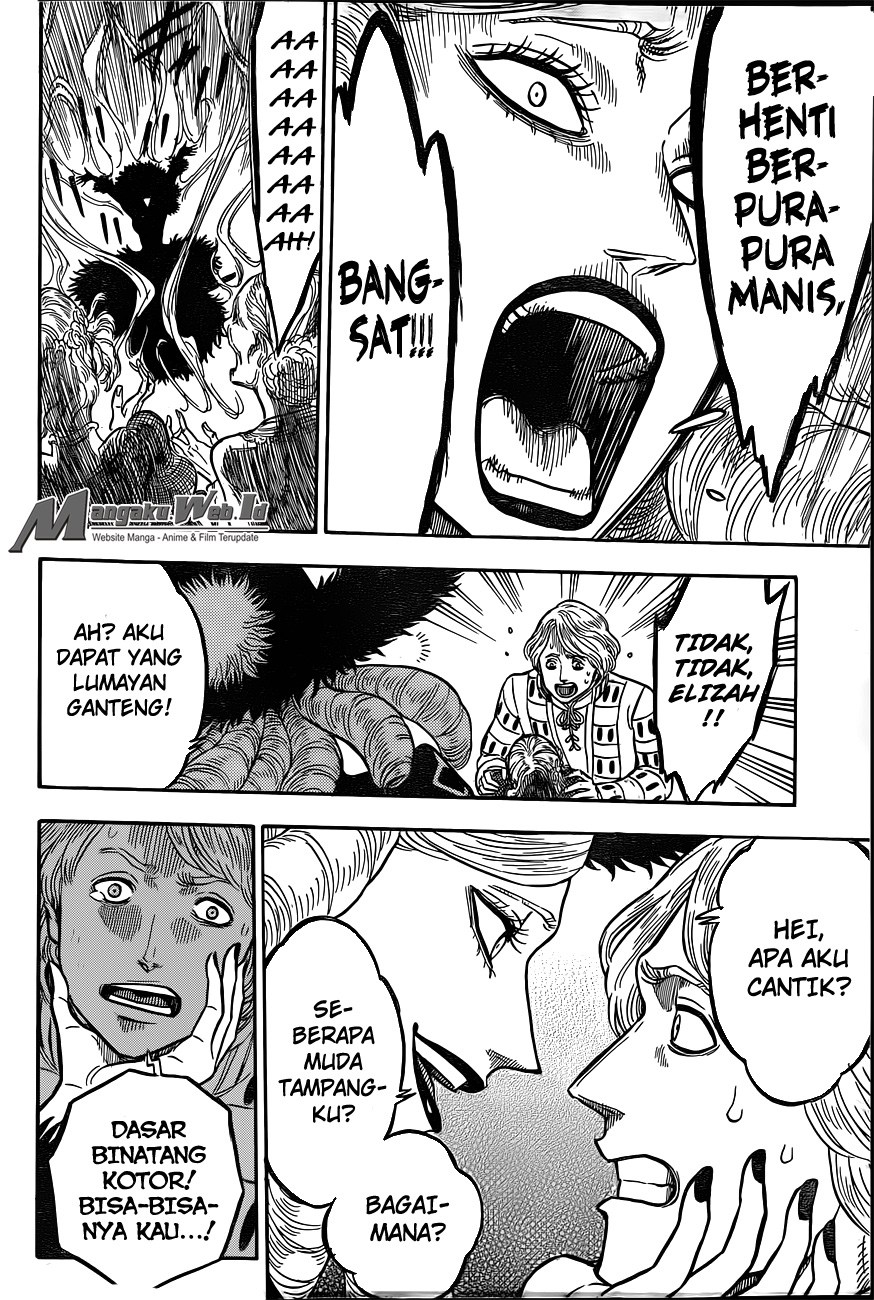 BER-
HENTI
BER-
PURA-
PURA
MANIS,
BANG-
SAT!!!
AA
AA
AA
AA
AA
AA
AA
AH!
Mangaku.Web.Id
Website Manga - Anime & Film Terupdate
TIDAK,
TIDAK,
ELIZAH
!!
AH? AKU
DAPAT YANG
LUMAYAN
GANTENG!
HEI,
APA AKU
CANTIK?
SE-
BERAPA
MUDA
TAMPANG-
KU?
BAGAI-
MANA?
DASAR
BINATANG
KOTOR!
BISA-BISA-
NYA KAU...!